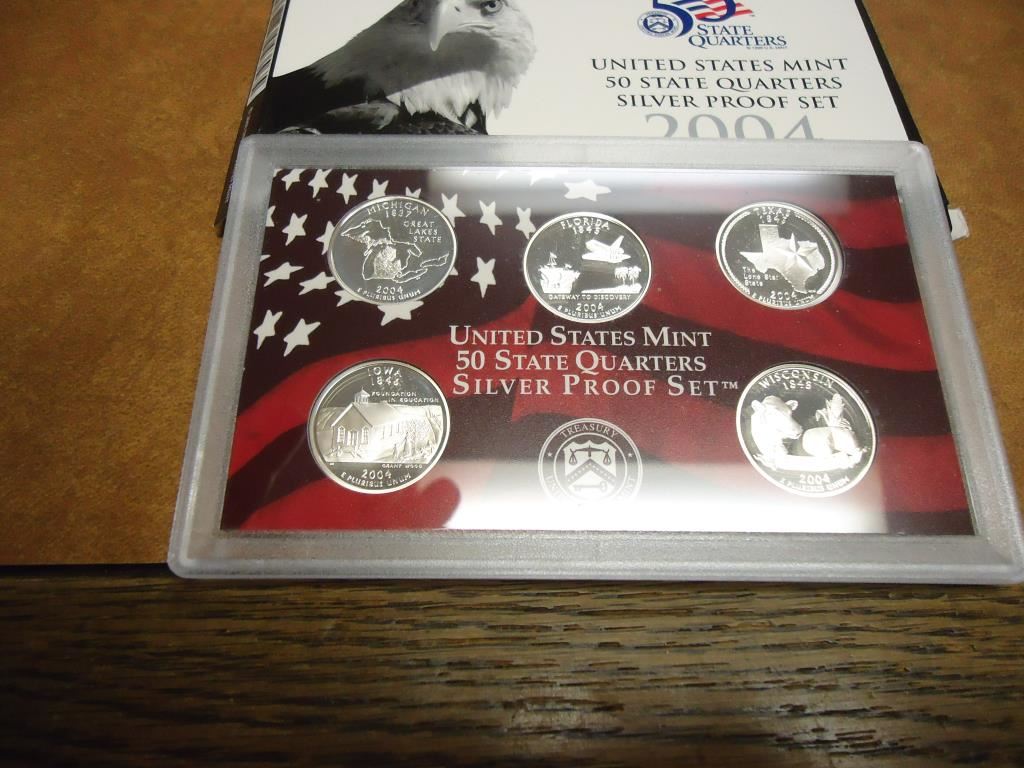 50
STATE
QUARTERS
UNITED STATES MINT
50 STATE QUARTERS
SILVER PROOF SET
2004
MICHIGAN
1837
GREAT
LAKES
STATE
2004
E PLURIBUS UNUM
FLORIDA
1845
GATEWAY TO DISCOVERY
2004
E PLURIBUS UNUM
TEXAS
1845
The
Lone Star
State
2004
E PLURIBUS UNUM
UNITED STATES MINT
50 STATE QUARTERS
SILVER PROOF SET™
IOWA
1846
FOUNDATION
IN EDUCATION
GRANT WOOD
2004
E PLURIBUS UNUM
TREASURY
WISCONSIN
1848
2004
E PLURIBUS UNUM